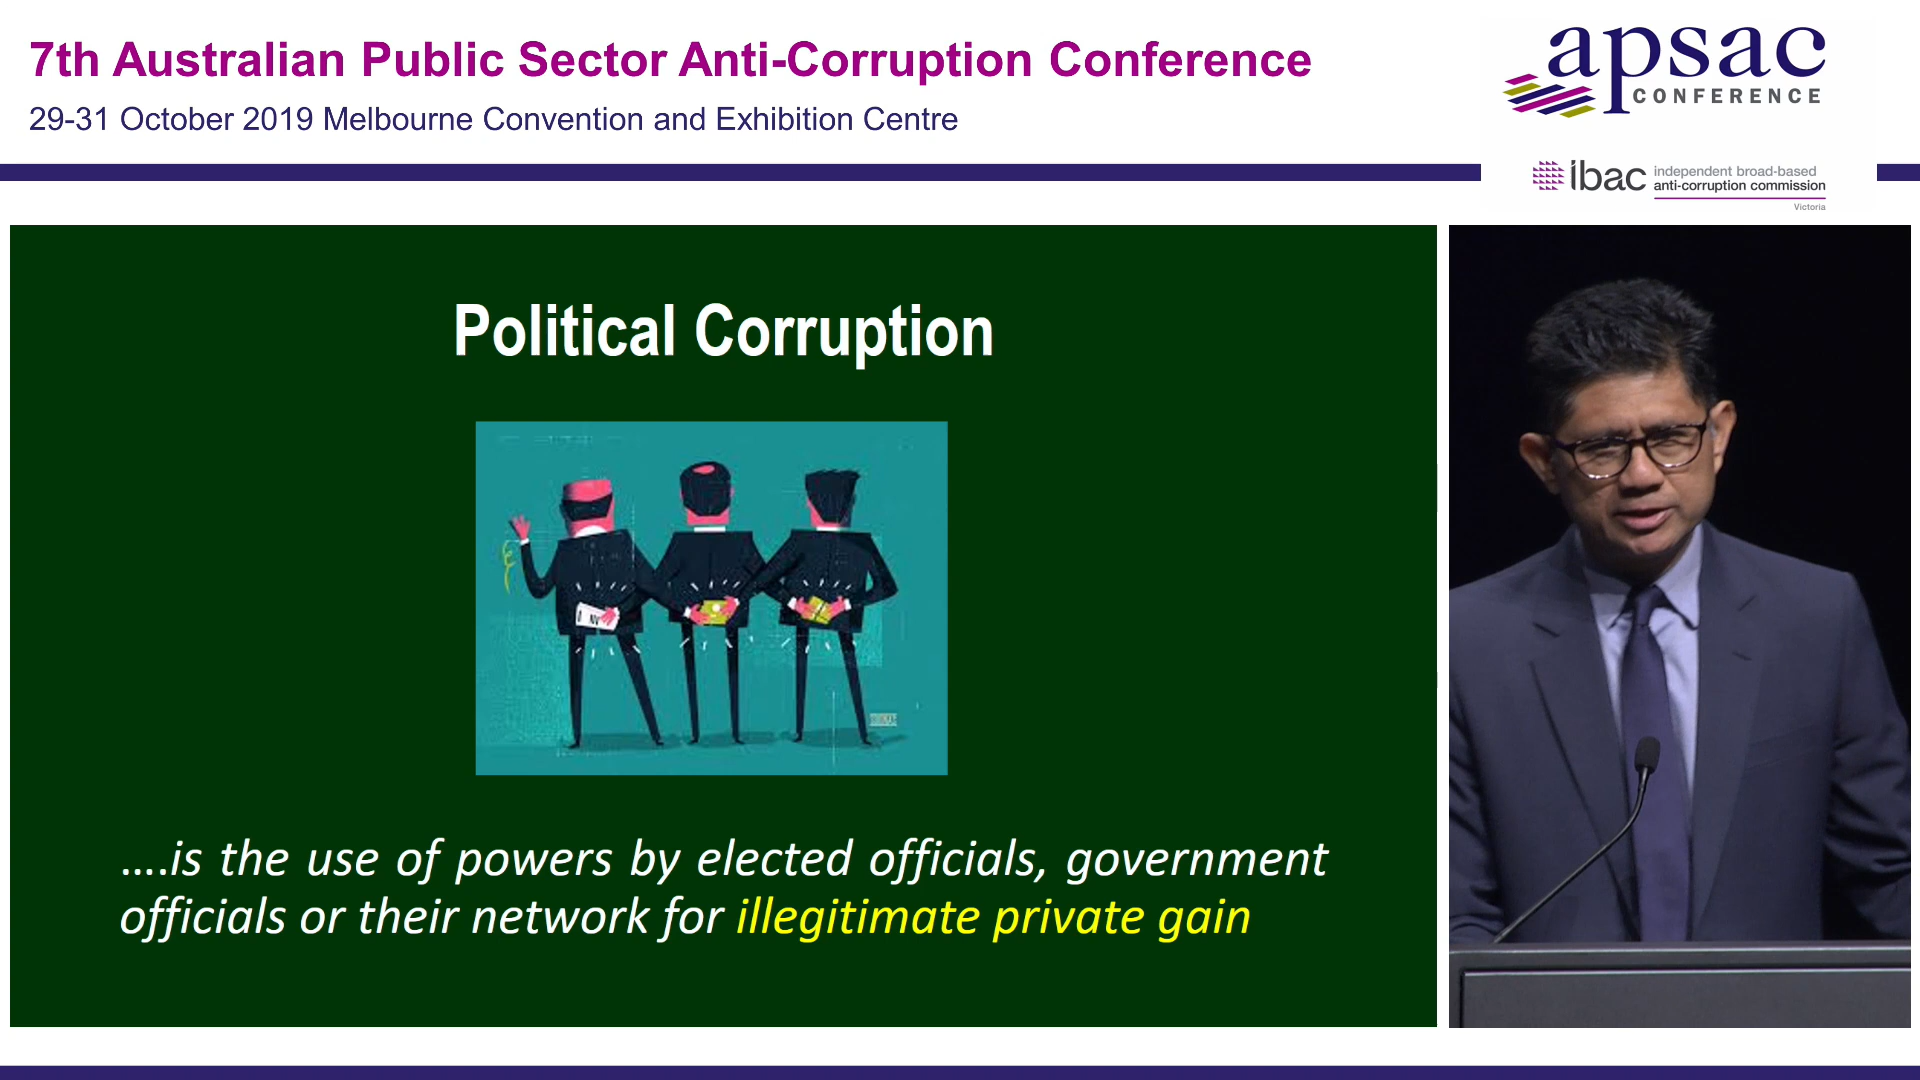 7th Australian Public Sector Anti-Corruption Conference
29-31 October 2019 Melbourne Convention and Exhibition Centre
apsac
CONFERENCE
ibac
independent broad-based
anti-corruption commission
Victoria
Political Corruption
....is the use of powers by elected officials, government
officials or their network for illegitimate private gain